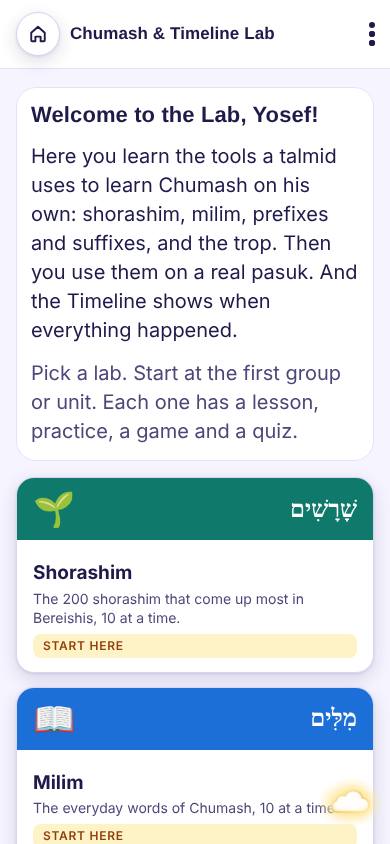 Chumash & Timeline Lab
Welcome to the Lab, Yosef!
Here you learn the tools a talmid
uses to learn Chumash on his
own: shorashim, milim, prefixes
and suffixes, and the trop. Then
you use them on a real pasuk. And
the Timeline shows when
everything happened.
Pick a lab. Start at the first group
or unit. Each one has a lesson,
practice, a game and a quiz.
שָׁרָשִׁים
Shorashim
The 200 shorashim that come up most in
Bereishis, 10 at a time.
START HERE
מִלִּים
Milim
The everyday words of Chumash, 10 at a time
START HERE